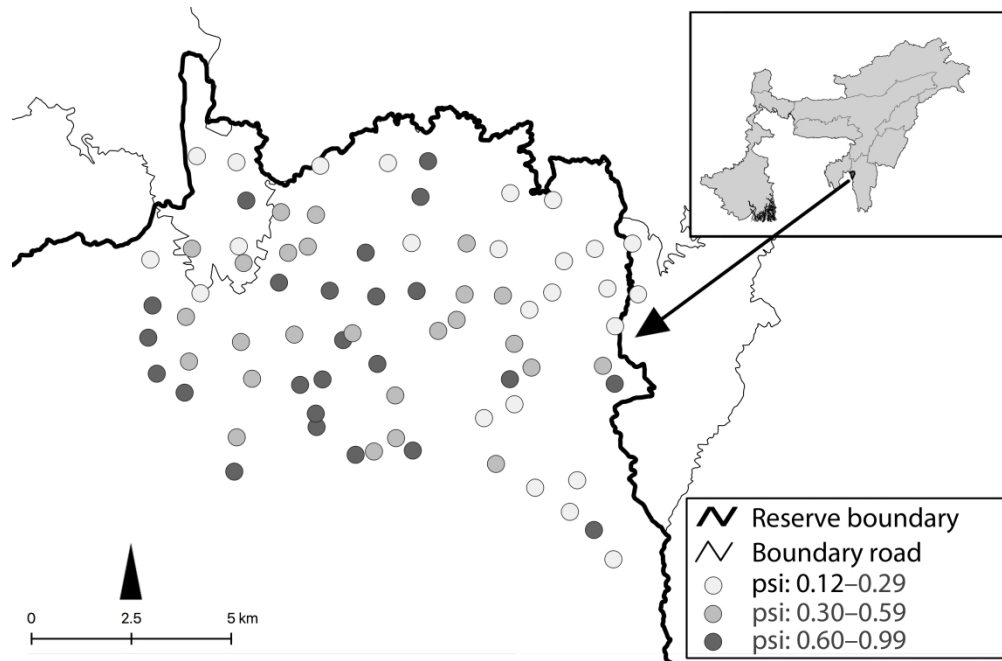 Reserve boundary
Boundary road
psi: 0.12–0.29
psi: 0.30–0.59
psi: 0.60–0.99
0 2.5 5 km